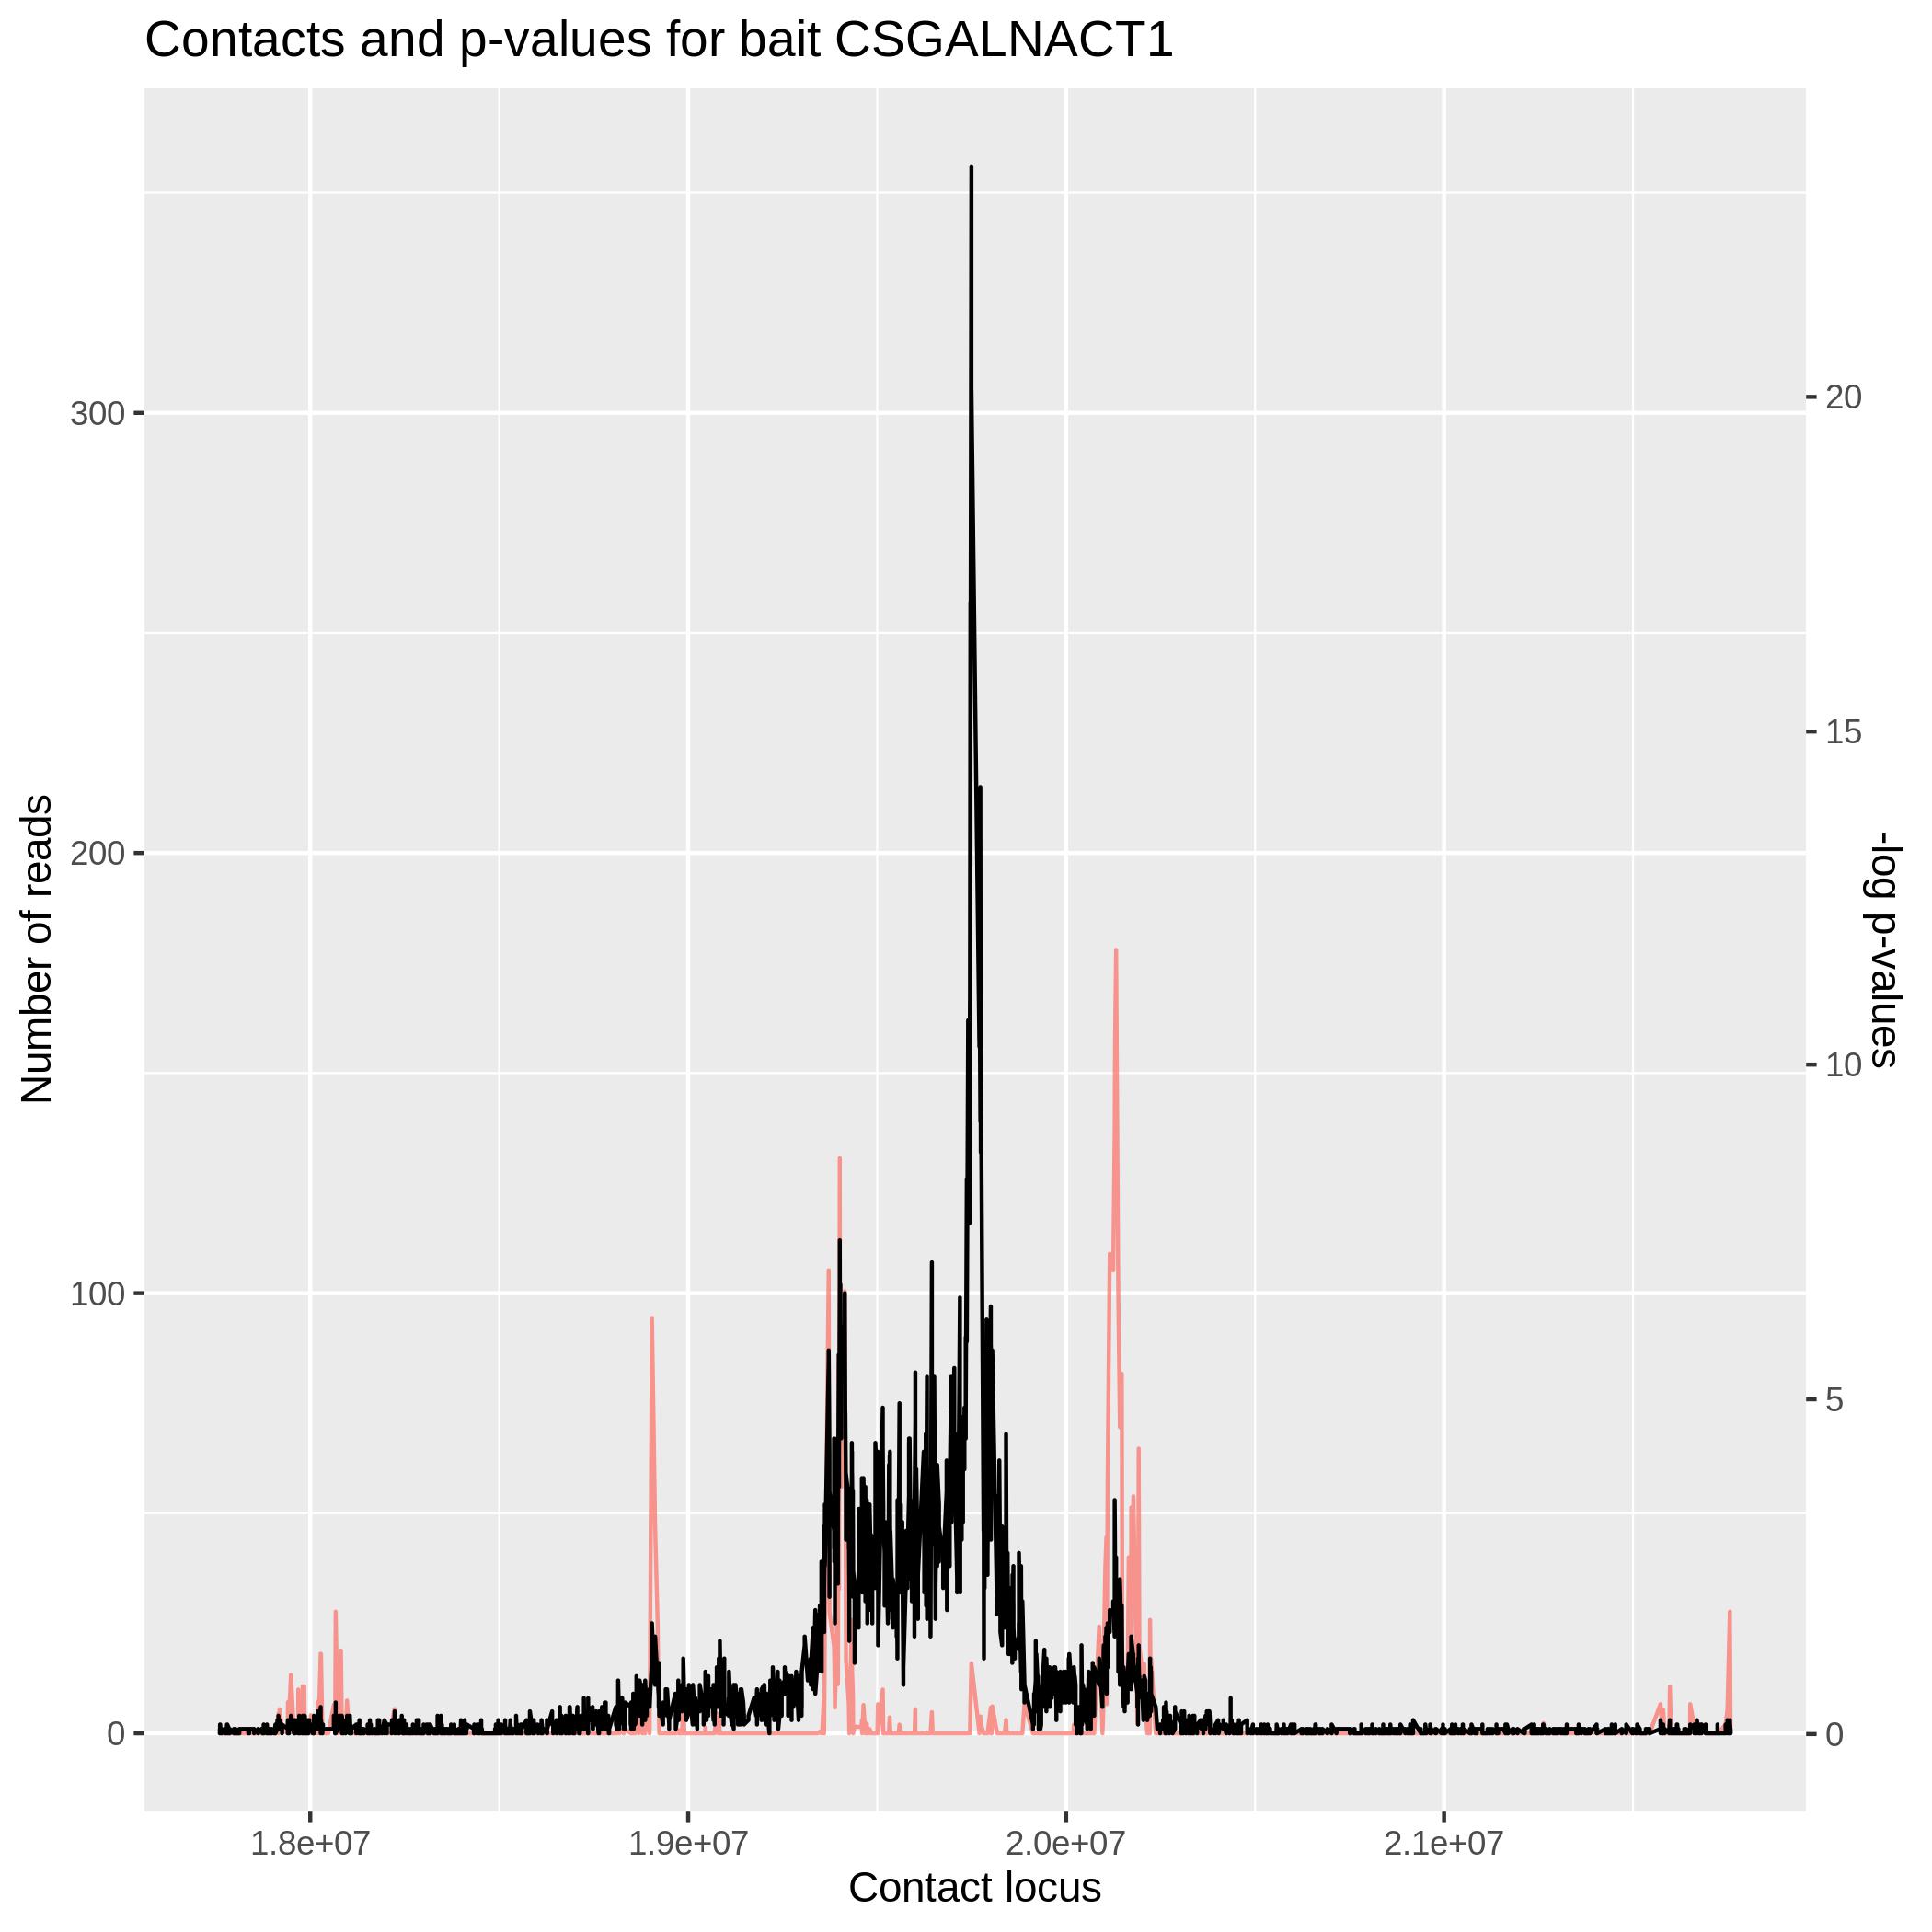 Contacts and p-values for bait CSGALNACT1
Number of reads
300
200
100
0
20
15
10
5
0
-log p-values
1.8e+07 1.9e+07 2.0e+07 2.1e+07
Contact locus